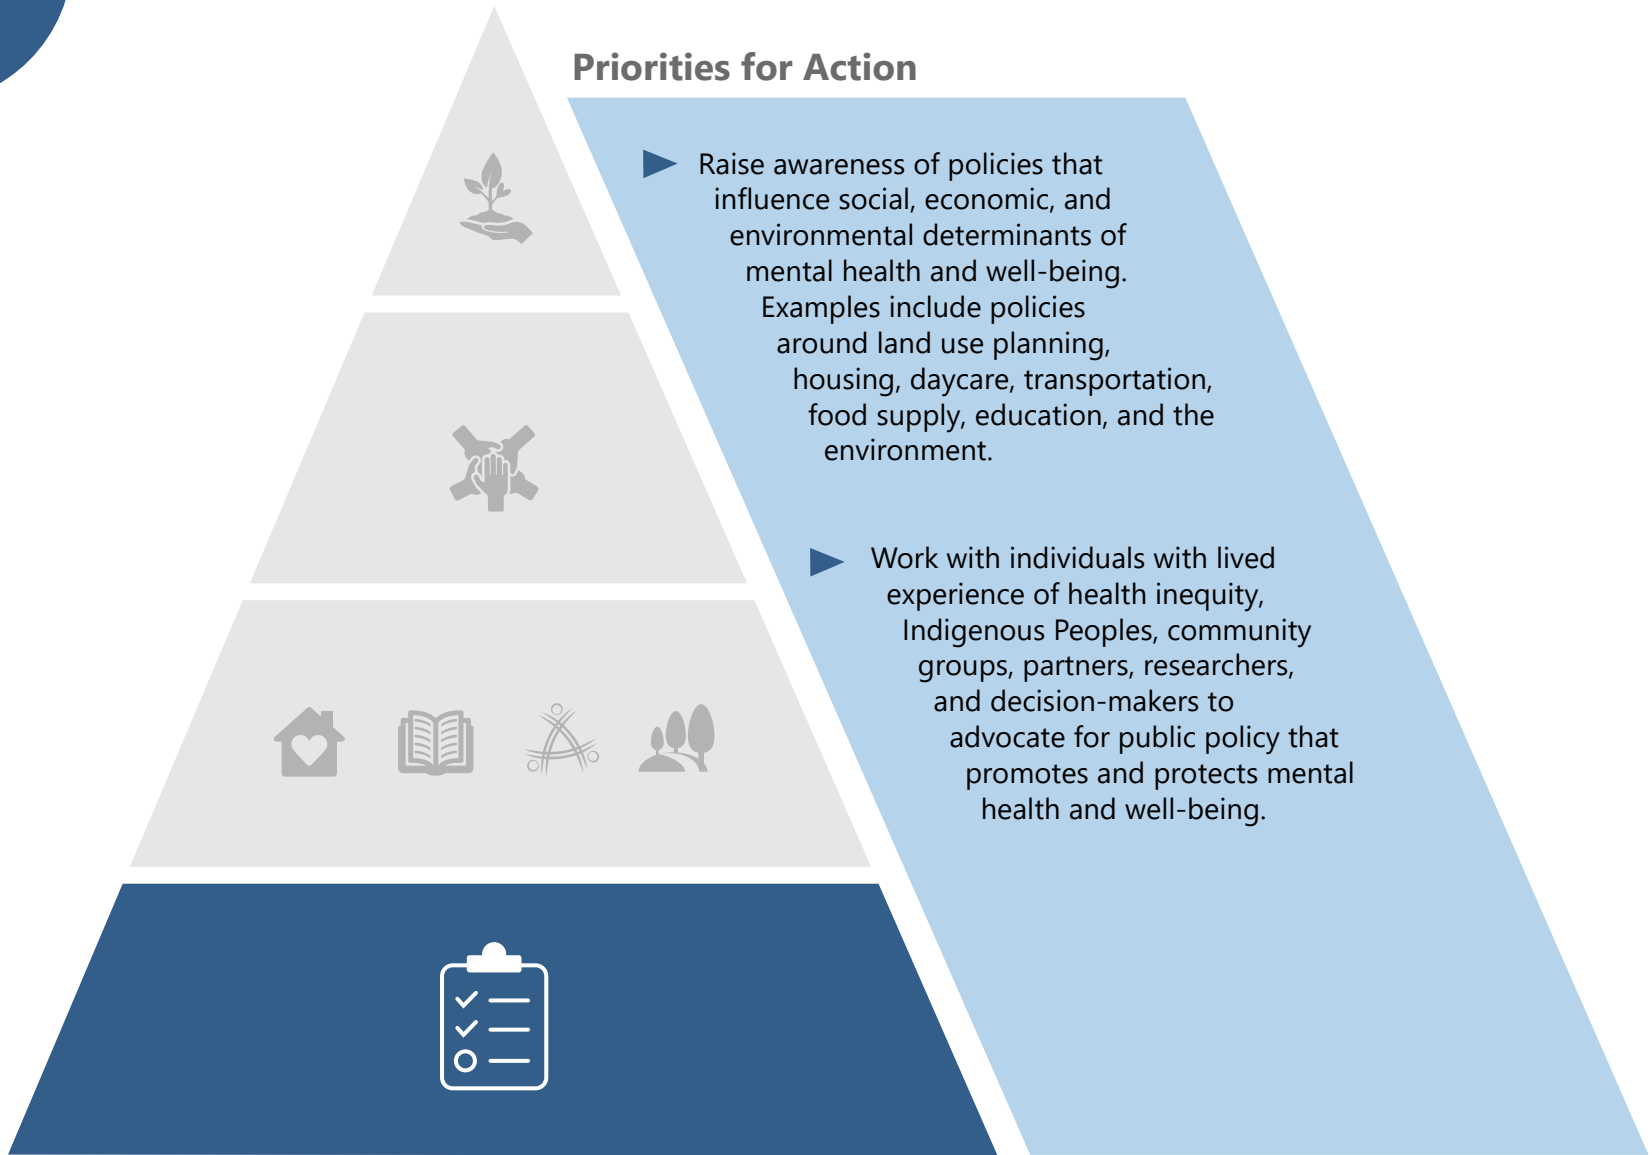 Priorities for Action
Raise awareness of policies that
influence social, economic, and
environmental determinants of
mental health and well-being.
Examples include policies
around land use planning,
housing, daycare, transportation,
food supply, education, and the
environment.
Work with individuals with lived
experience of health inequity,
Indigenous Peoples, community
groups, partners, researchers,
and decision-makers to
advocate for public policy that
promotes and protects mental
health and well-being.